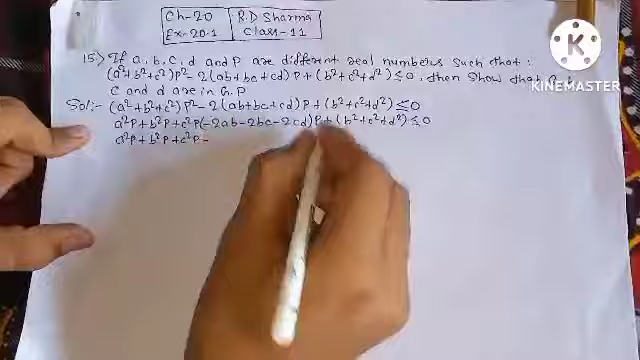 Ch-20 R.D Sharma
Ex-20.1 Class-11
15) If a, b, c, d and P are different real numbers such that:
(a²+b²+c²)P²-2(ab+bc+cd)P+(b²+c²+d²)≤0, then show that
c and d are in G.P
Sol:- (a²+b²+c²)P²-2(ab+bc+cd)P+(b²+c²+d²)≤0
a²P+b²P+c²P(-2ab-2bc-2cd)P+(b²+c²+d²)≤0
a²P+b²P+c²P-
KINEMASTER